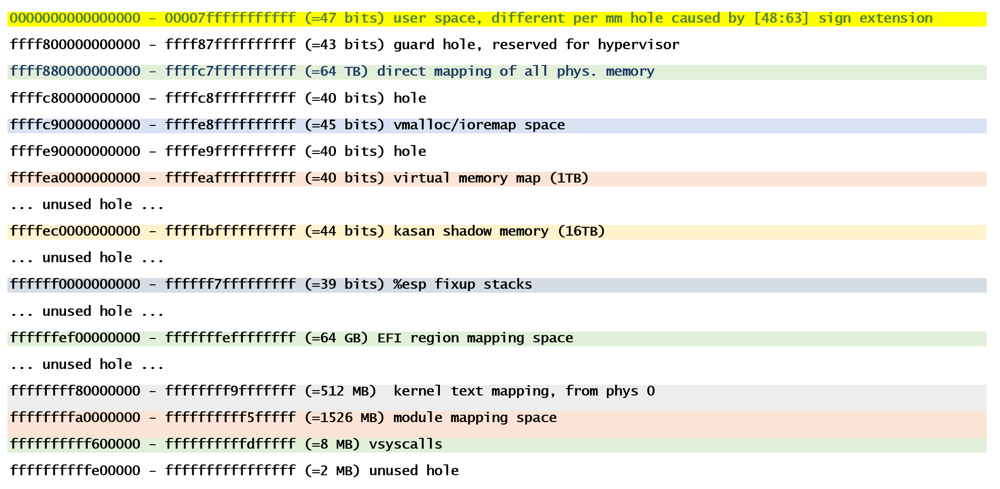 0000000000000000 – 00007fffffffffff (=47 bits) user space, different per mm hole caused by [48:63] sign extension
ffff800000000000 – ffff87ffffffffff (=43 bits) guard hole, reserved for hypervisor
ffff880000000000 – ffffc7ffffffffff (=64 TB) direct mapping of all phys. memory
ffffc80000000000 – ffffc8ffffffffff (=40 bits) hole
ffffc90000000000 – ffffe8ffffffffff (=45 bits) vmalloc/ioremap space
ffffe90000000000 – ffffe9ffffffffff (=40 bits) hole
ffffea0000000000 – ffffeaffffffffff (=40 bits) virtual memory map (1TB)
... unused hole ...
ffffec0000000000 – fffffbffffffffff (=44 bits) kasan shadow memory (16TB)
... unused hole ...
ffffff0000000000 – ffffff7fffffffff (=39 bits) %esp fixup stacks
... unused hole ...
ffffffef00000000 – fffffffeffffffff (=64 GB) EFI region mapping space
... unused hole ...
ffffffff80000000 – ffffffff9fffffff (=512 MB)  kernel text mapping, from phys 0
ffffffffa0000000 – ffffffffff5fffff (=1526 MB) module mapping space
ffffffffff600000 – ffffffffffdfffff (=8 MB) vsyscalls
ffffffffffe00000 – ffffffffffffffff (=2 MB) unused hole